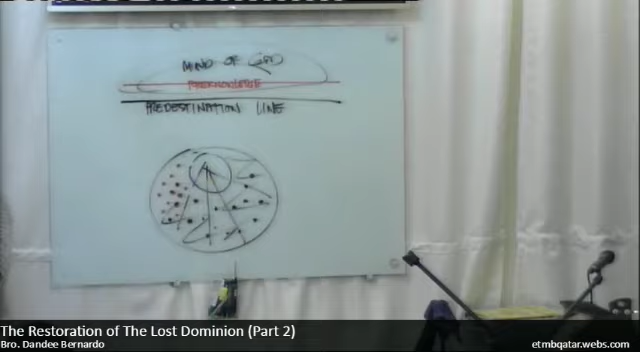 MIND OF GOD
FOREKNOWLEDGE
PREDESTINATION LINE
The Restoration of The Lost Dominion (Part 2)
Bro. Dandee Bernardo
etmbqatar.webs.com